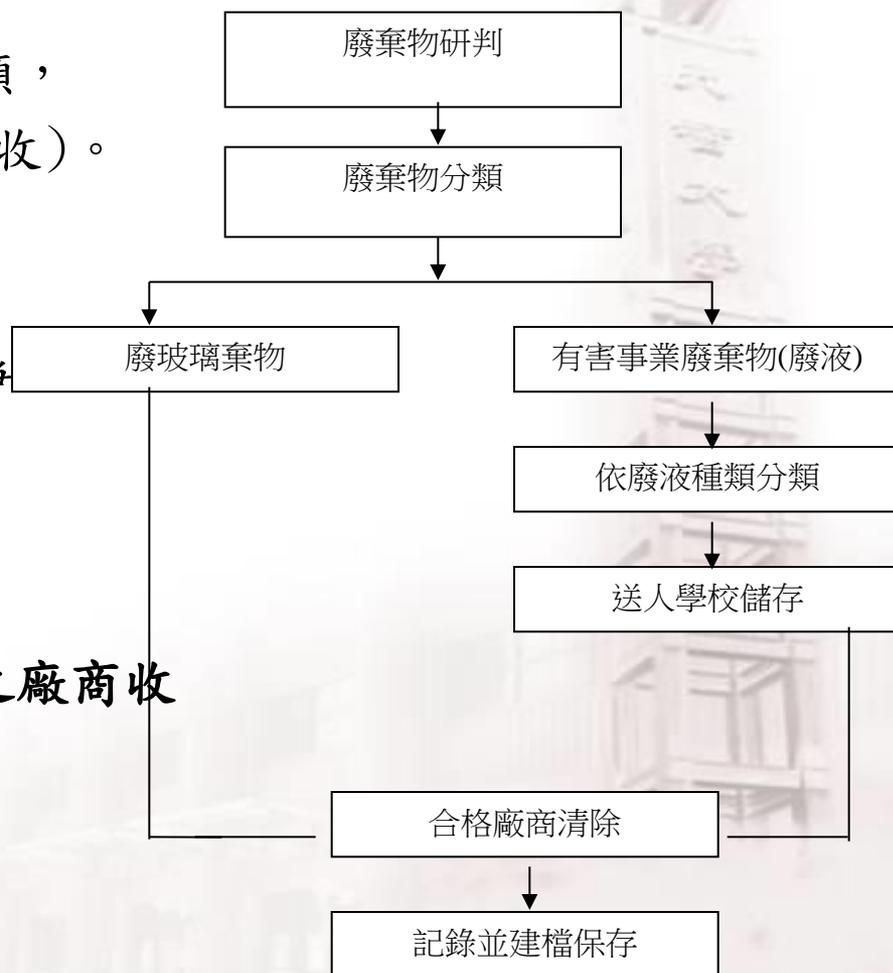 廢棄物研判
類，
收）。
廢棄物分類
廢玻璃棄物
有害事業廢棄物(廢液)
依廢液種類分類
送人學校儲存
之廠商收
合格廠商清除
記錄並建檔保存